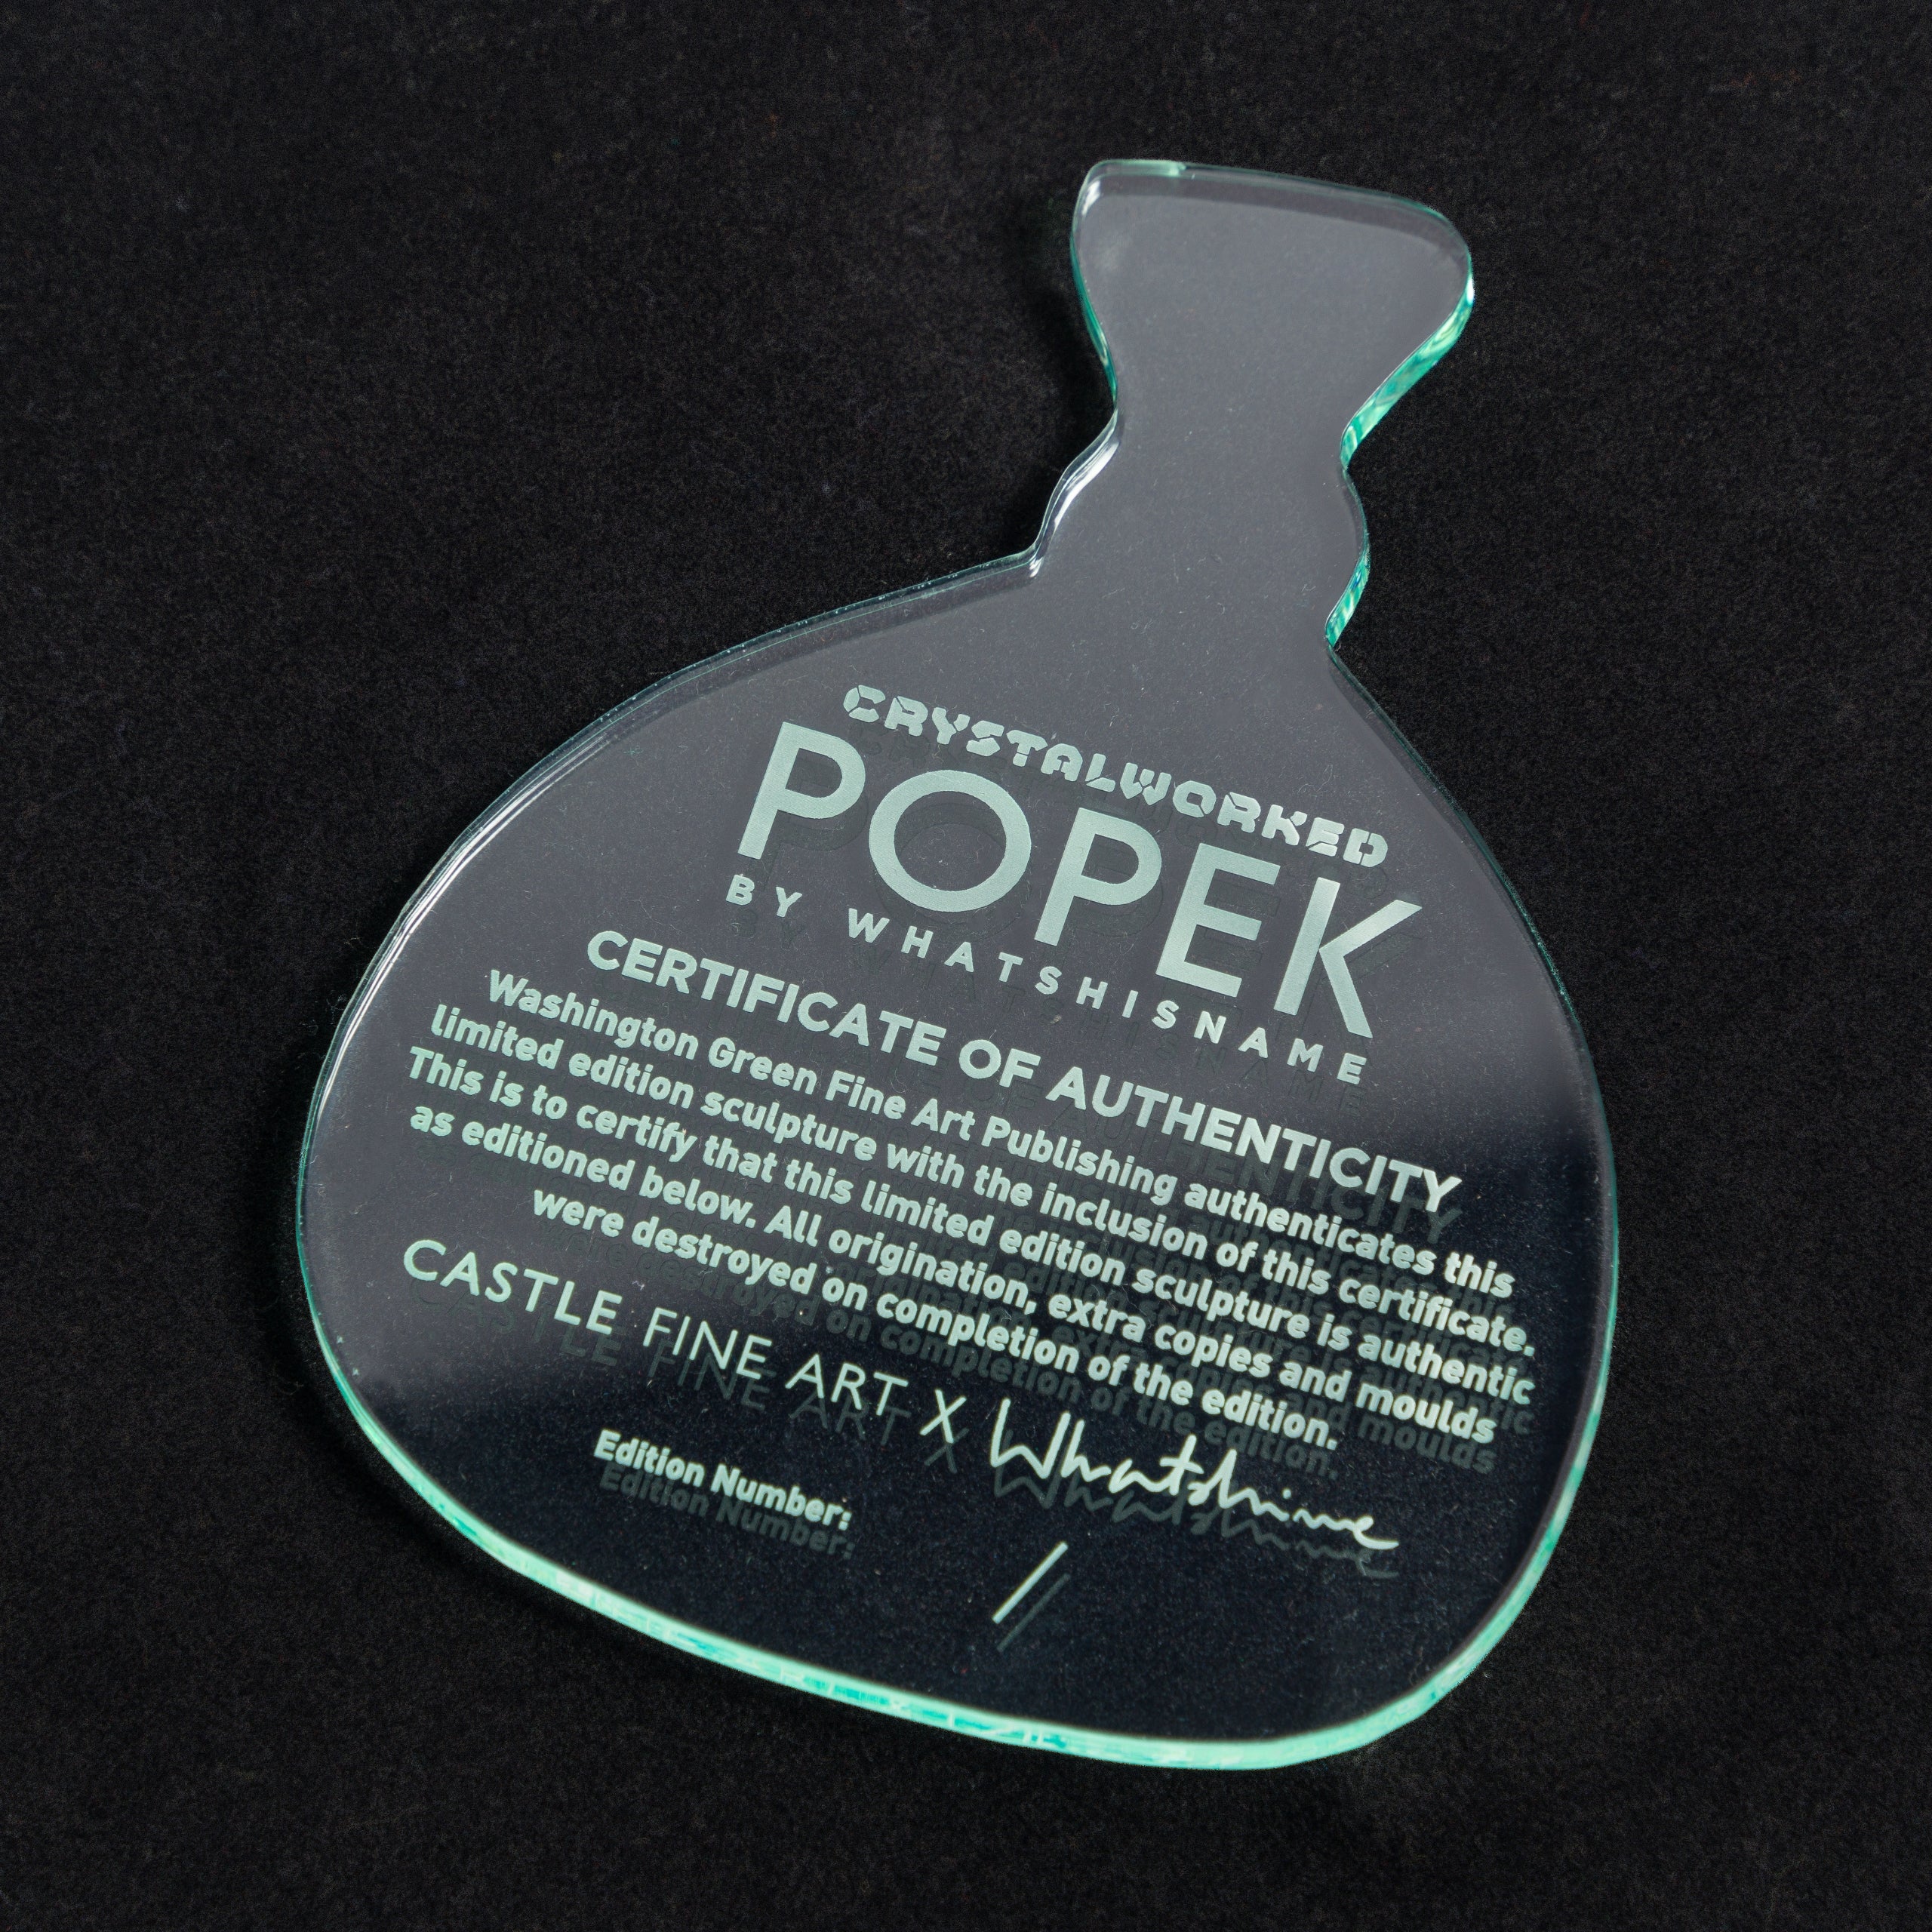 CRYSTALWORKED
POPEK
BY WHATSHISNAME
CERTIFICATE OF AUTHENTICITY
Washington Green Fine Art Publishing authenticates this
limited edition sculpture with the inclusion of this certificate.
This is to certify that this limited edition sculpture is authentic
as editioned below. All origination, extra copies and moulds
were destroyed on completion of the edition.
CASTLE FINE ART X Whatshisname
Edition Number: /